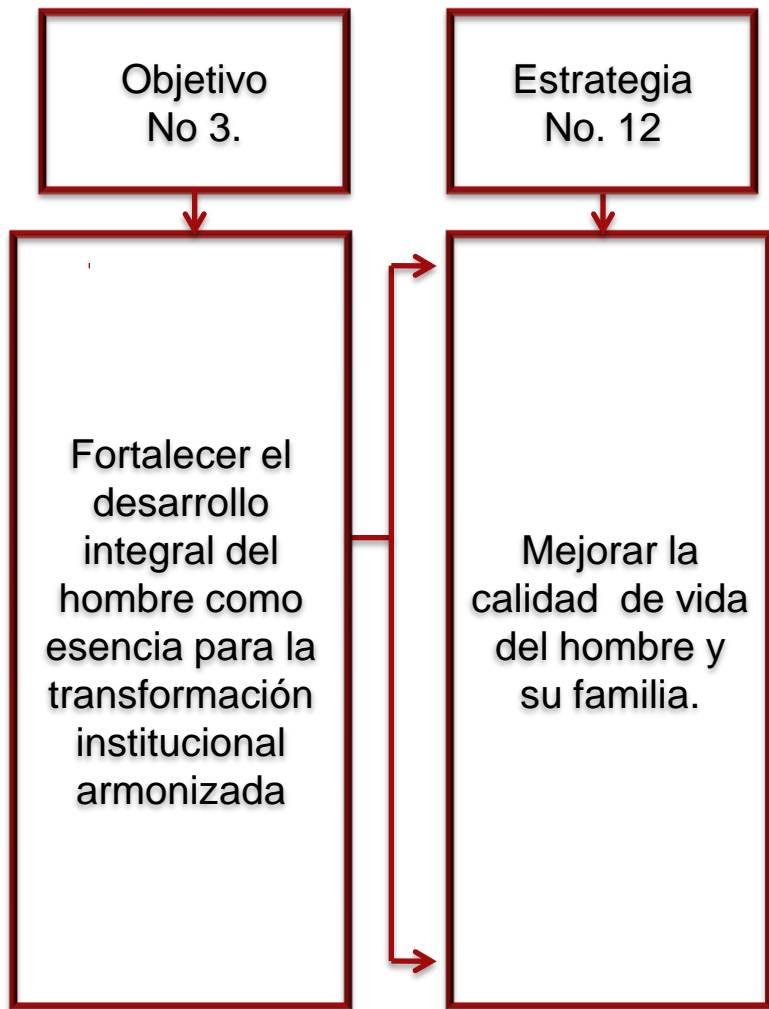 Objetivo
No 3.
Estrategia
No. 12
Fortalecer el
desarrollo
integral del
hombre como
esencia para la
transformación
institucional
armonizada
Mejorar la
calidad de vida
del hombre y
su familia.